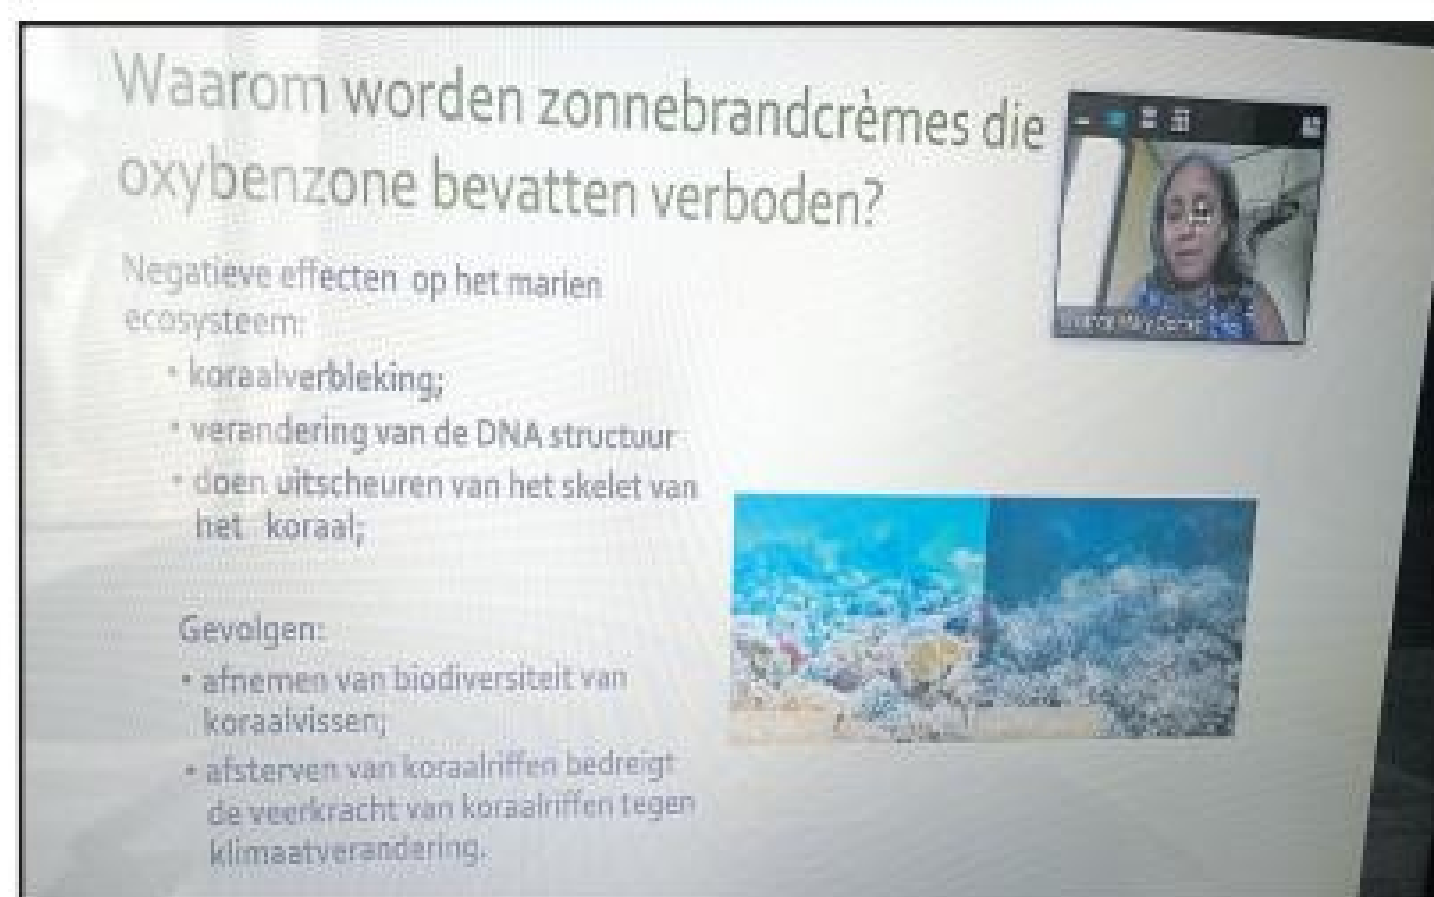 Waarom worden zonnebrandcrèmes die
oxybenzone bevatten verboden?
Negatieve effecten op het marien
ecosysteem:
• koraalverbleking;
• verandering van de DNA structuur
• doen uitscheuren van het skelet van
het koraal;
Gevolgen:
• afnemen van biodiversiteit van
koraalvissen;
• afsterven van koraalriffen bedreigt
de veerkracht van koraalriffen tegen
klimaatverandering.